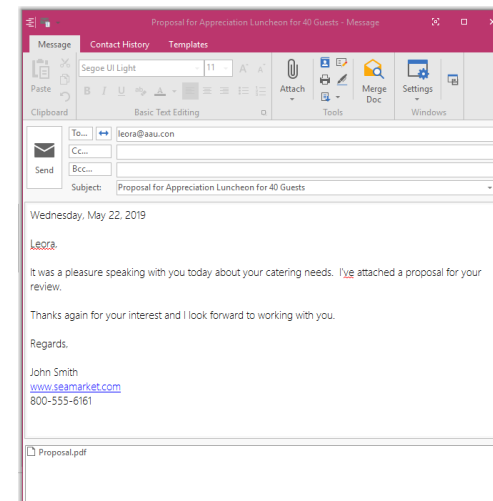 Proposal for Appreciation Luncheon for 40 Guests - Message
Message Contact History Templates
Segoe UI Light 11 A A
Paste B I U A Attach Merge Doc Settings
Clipboard Basic Text Editing Tools Windows
To... leora@aau.con
Cc...
Send Bcc...
Subject: Proposal for Appreciation Luncheon for 40 Guests
Wednesday, May 22, 2019
Leora,
It was a pleasure speaking with you today about your catering needs. I've attached a proposal for your
review.
Thanks again for your interest and I look forward to working with you.
Regards,
John Smith
www.seamarket.com
800-555-6161
Proposal.pdf